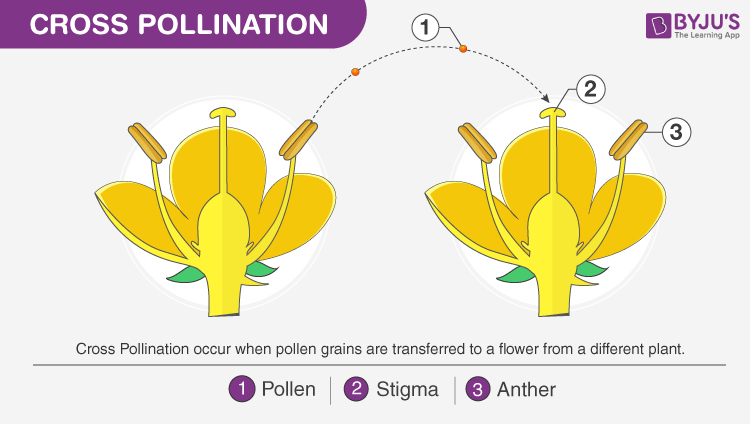 CROSS POLLINATION
BYJU'S
The Learning App
1
2
3
Cross Pollination occur when pollen grains are transferred to a flower from a different plant.
1 Pollen
2 Stigma
3 Anther